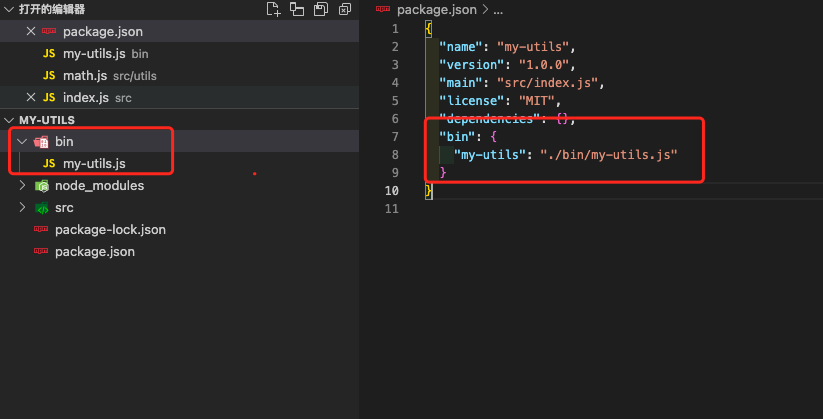 打开的编辑器
package.json
JS my-utils.js bin
JS math.js src/utils
JS index.js src
MY-UTILS
bin
JS my-utils.js
node_modules
src
package-lock.json
package.json
package.json > ...
1 {
2 "name": "my-utils",
3 "version": "1.0.0",
4 "main": "src/index.js",
5 "license": "MIT",
6 "dependencies": {},
7 "bin": {
8 "my-utils": "./bin/my-utils.js"
9 }
10 }
11